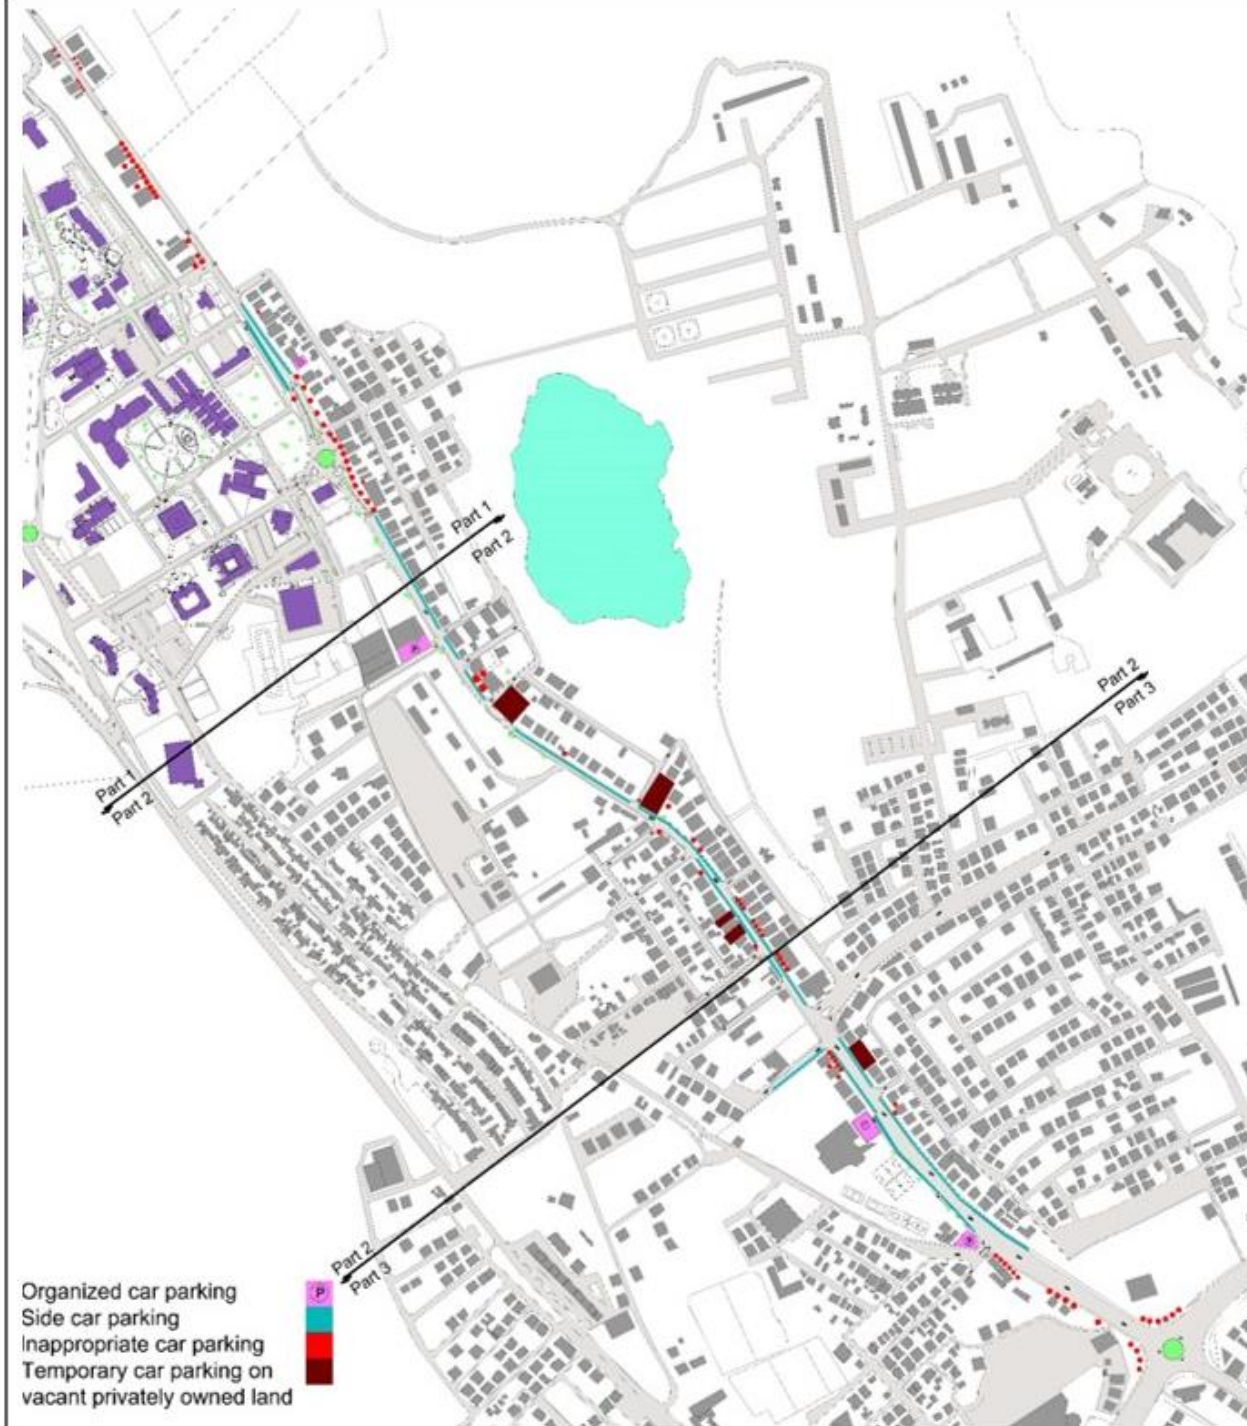 Part 1
Part 2
Part 2
Part 3
Part 1
Part 2
Part 2
Part 3
Organized car parking
P
Side car parking
Inappropriate car parking
Temporary car parking on
vacant privately owned land